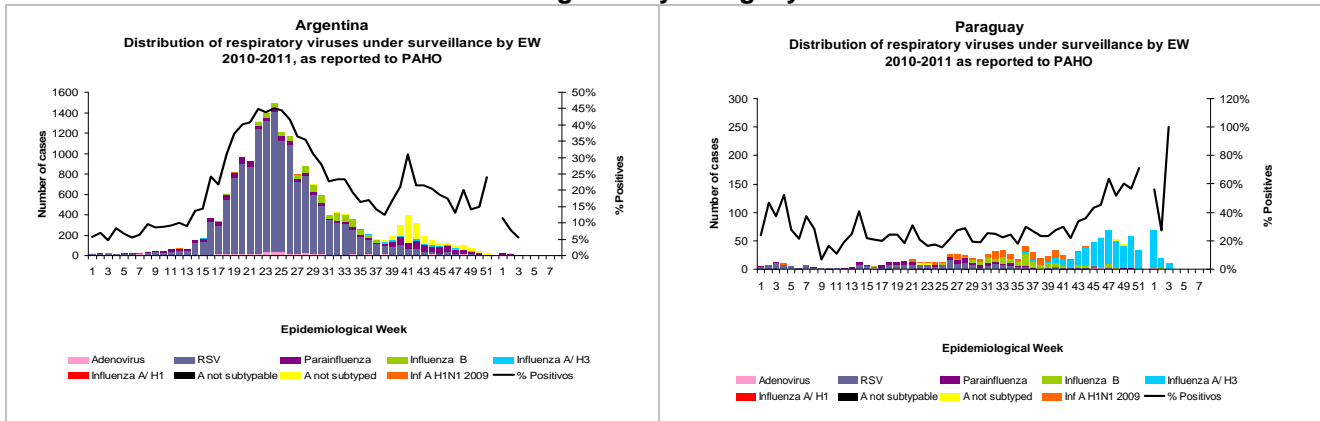 Argentina
Distribution of respiratory viruses under surveillance by EW
2010-2011, as reported to PAHO
1600
1400
1200
1000
800
600
400
200
0
Number of cases
50%
45%
40%
35%
30%
25%
20%
15%
10%
5%
0%
% Positives
1 3 5 7 9 11 13 15 17 19 21 23 25 27 29 31 33 35 37 39 41 43 45 47 49 51 1 3 5 7
Epidemiological Week
Adenovirus RSV Parainfluenza Influenza B Influenza A/ H3
Influenza A/ H1 A not subtypable A not subtyped Inf A H1N1 2009 % Positivos
Paraguay
Distribution of respiratory viruses under surveillance by EW
2010-2011 as reported to PAHO
300
250
200
150
100
50
0
Number of cases
120%
100%
80%
60%
40%
20%
0%
% Positives
1 3 5 7 9 11 13 15 17 19 21 23 25 27 29 31 33 35 37 39 41 43 45 47 49 51 1 3 5 7
Epidemiological Week
Adenovirus RSV Parainfluenza Influenza B Influenza A/ H3
Influenza A/ H1 A not subtypable A not subtyped Inf A H1N1 2009 % Positivos